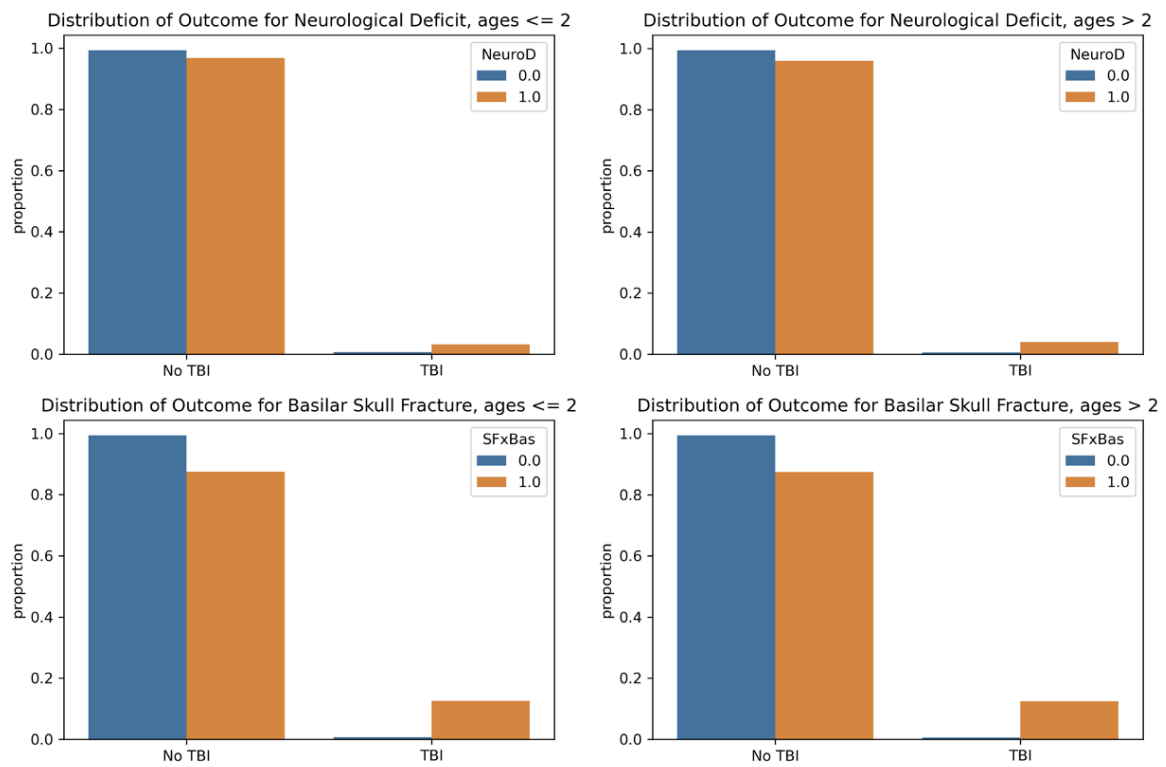 Distribution of Outcome for Neurological Deficit, ages <= 2
NeuroD
0.0
1.0
proportion
1.0
0.8
0.6
0.4
0.2
0.0
No TBI
TBI
Distribution of Outcome for Neurological Deficit, ages > 2
NeuroD
0.0
1.0
proportion
1.0
0.8
0.6
0.4
0.2
0.0
No TBI
TBI
Distribution of Outcome for Basilar Skull Fracture, ages <= 2
SFxBas
0.0
1.0
proportion
1.0
0.8
0.6
0.4
0.2
0.0
No TBI
TBI
Distribution of Outcome for Basilar Skull Fracture, ages > 2
SFxBas
0.0
1.0
proportion
1.0
0.8
0.6
0.4
0.2
0.0
No TBI
TBI